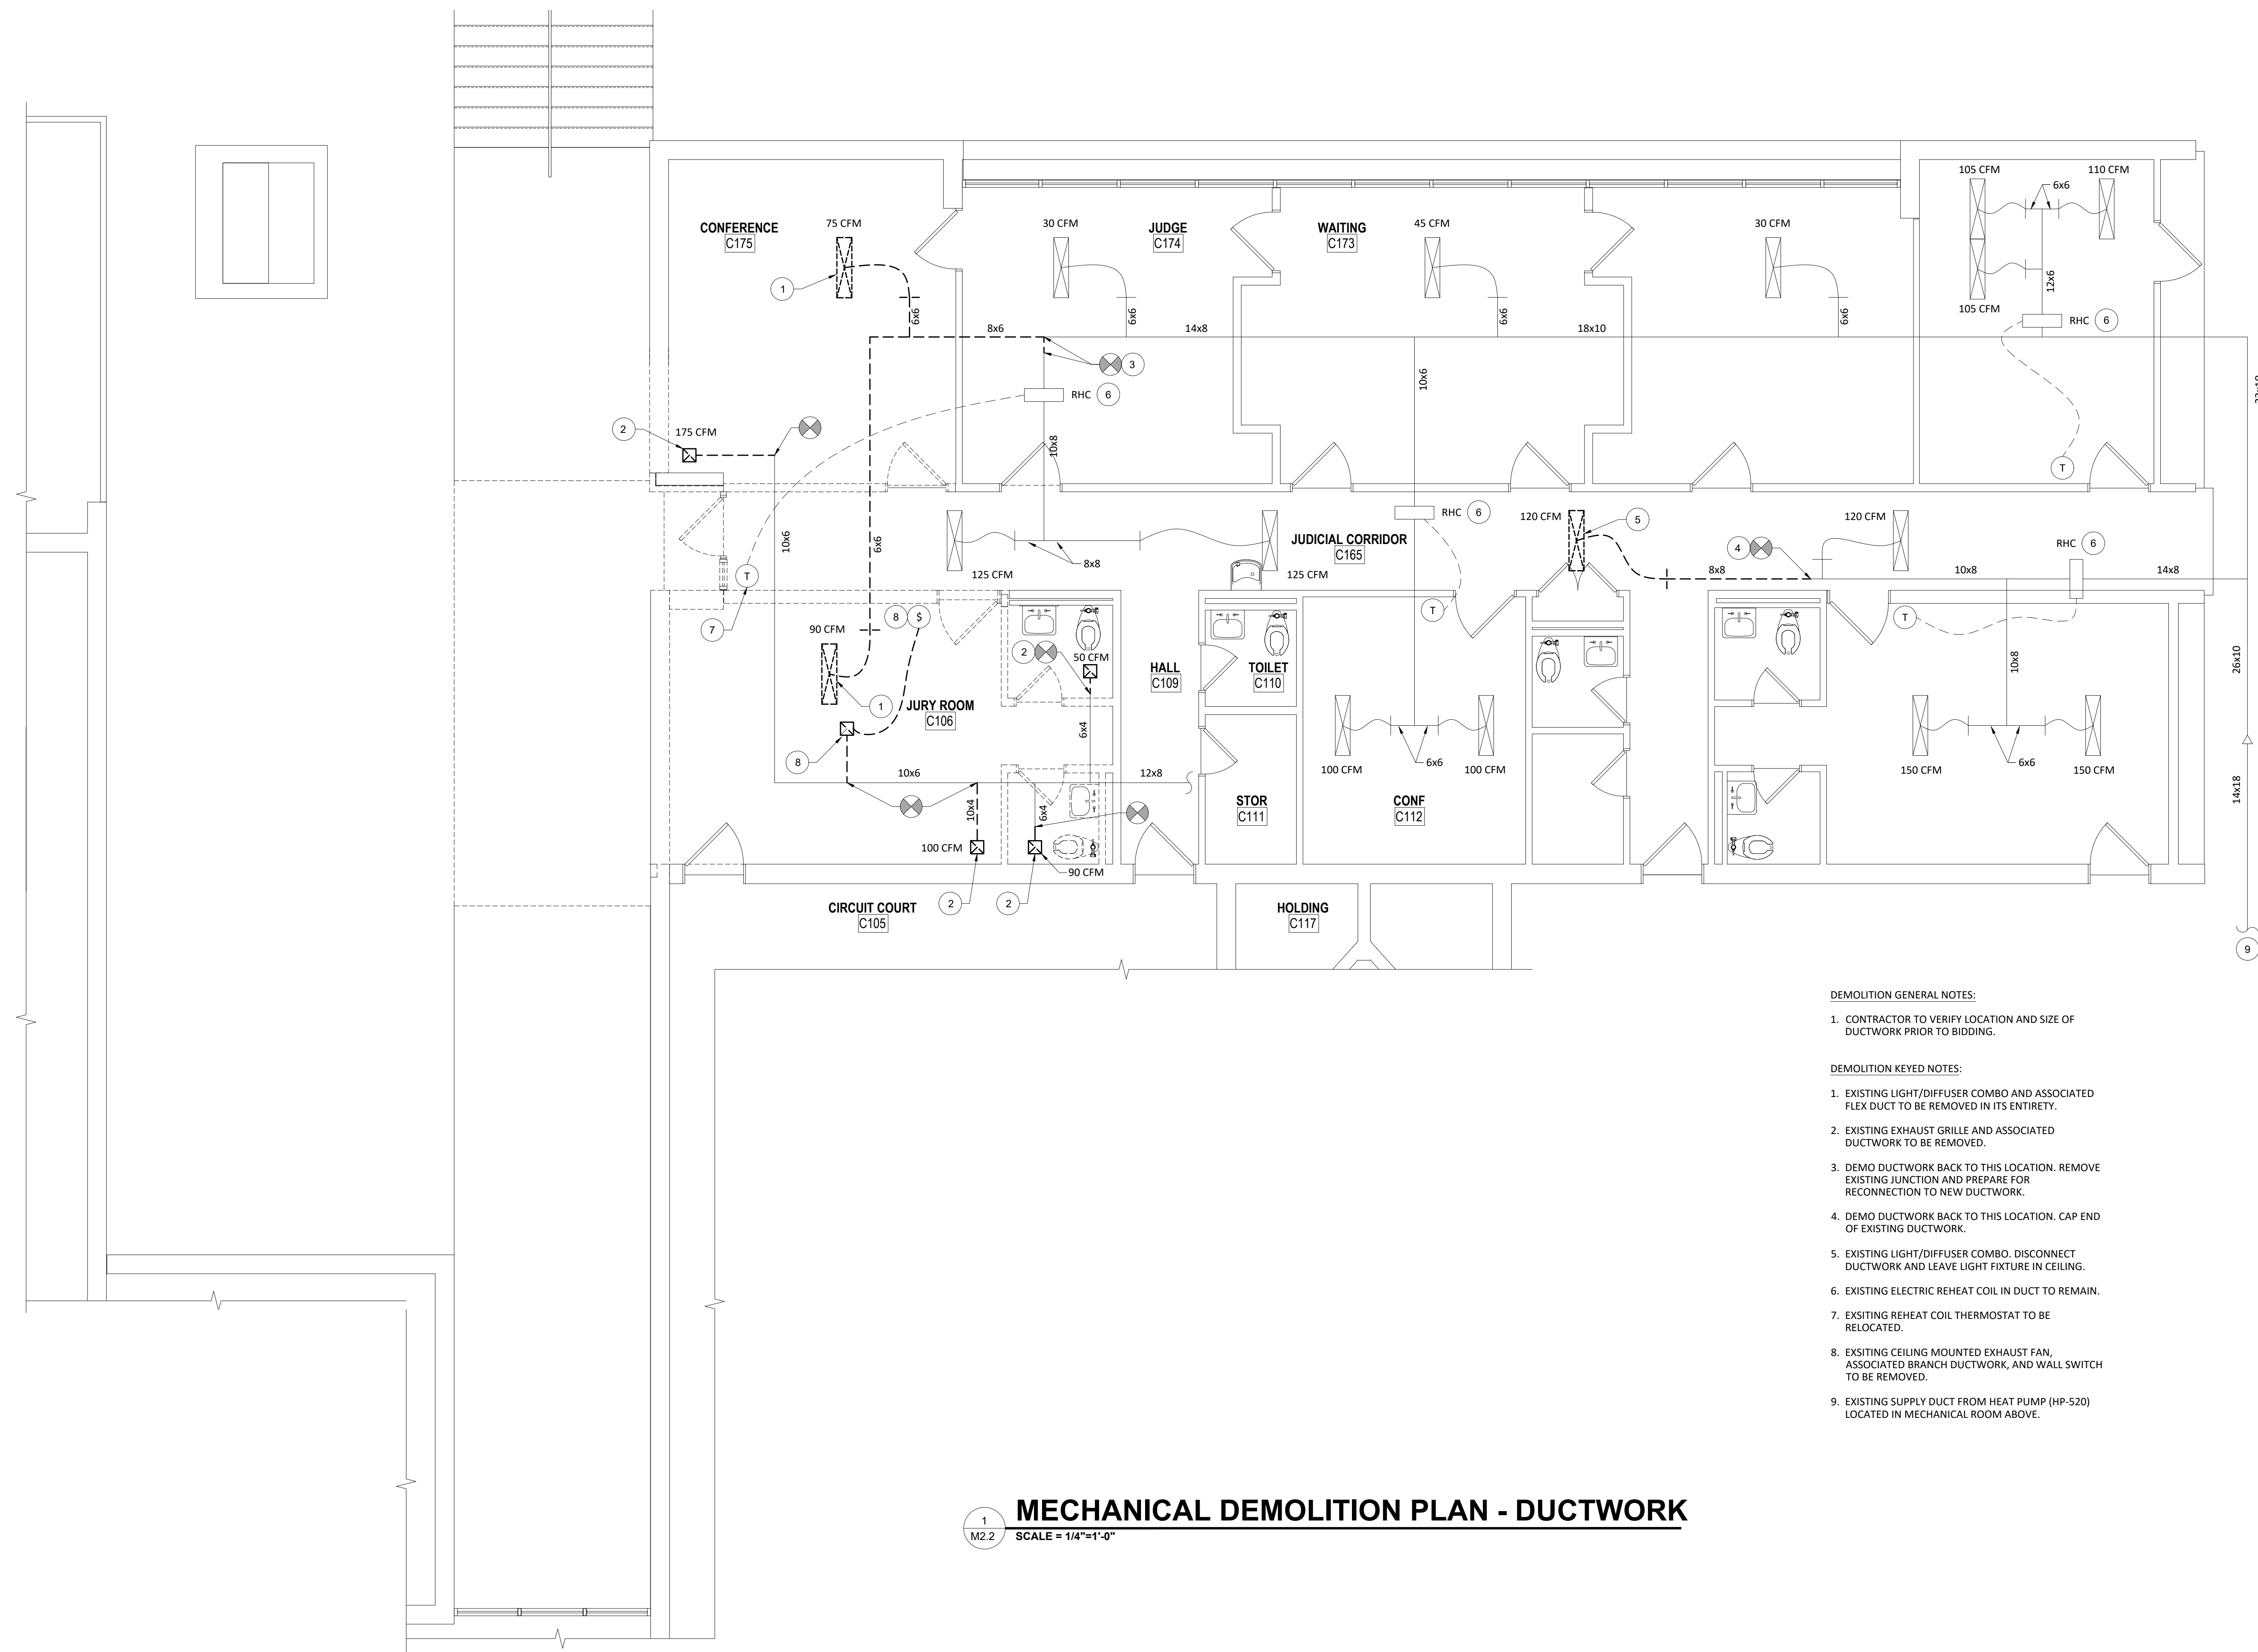 105 CFM
110 CFM
6x6
CONFERENCE
C175
75 CFM
30 CFM
JUDGE
C174
WAITING
C173
45 CFM
30 CFM
1
12x6
105 CFM
6x6
6x6
6x6
6x6
RHC 6
8x6
14x8
18x10
3
10x6
RHC 6
2
175 CFM
10x8
T
RHC 6
120 CFM
5
120 CFM
10x6
6x6
JUDICIAL CORRIDOR
C165
4
RHC 6
8x8
8x8
10x8
14x8
T
125 CFM
125 CFM
7
90 CFM
8 $
T
T
2
50 CFM
HALL
C109
TOILET
C110
10x8
26x10
1
JURY ROOM
C106
6x4
8
10x6
12x8
100 CFM
6x6
100 CFM
150 CFM
6x6
150 CFM
14x18
10x4
6x4
STOR
C111
CONF
C112
100 CFM
90 CFM
CIRCUIT COURT
C105
2
2
HOLDING
C117
9
DEMOLITION GENERAL NOTES:
1. CONTRACTOR TO VERIFY LOCATION AND SIZE OF
DUCTWORK PRIOR TO BIDDING.
DEMOLITION KEYED NOTES:
1. EXISTING LIGHT/DIFFUSER COMBO AND ASSOCIATED
FLEX DUCT TO BE REMOVED IN ITS ENTIRETY.
2. EXISTING EXHAUST GRILLE AND ASSOCIATED
DUCTWORK TO BE REMOVED.
3. DEMO DUCTWORK BACK TO THIS LOCATION. REMOVE
EXISTING JUNCTION AND PREPARE FOR
RECONNECTION TO NEW DUCTWORK.
4. DEMO DUCTWORK BACK TO THIS LOCATION. CAP END
OF EXISTING DUCTWORK.
5. EXISTING LIGHT/DIFFUSER COMBO. DISCONNECT
DUCTWORK AND LEAVE LIGHT FIXTURE IN CEILING.
6. EXISTING ELECTRIC REHEAT COIL IN DUCT TO REMAIN.
7. EXSITING REHEAT COIL THERMOSTAT TO BE
RELOCATED.
8. EXSITING CEILING MOUNTED EXHAUST FAN,
ASSOCIATED BRANCH DUCTWORK, AND WALL SWITCH
TO BE REMOVED.
9. EXISTING SUPPLY DUCT FROM HEAT PUMP (HP-520)
LOCATED IN MECHANICAL ROOM ABOVE.
1
M2.2
MECHANICAL DEMOLITION PLAN - DUCTWORK
SCALE = 1/4"=1'-0"